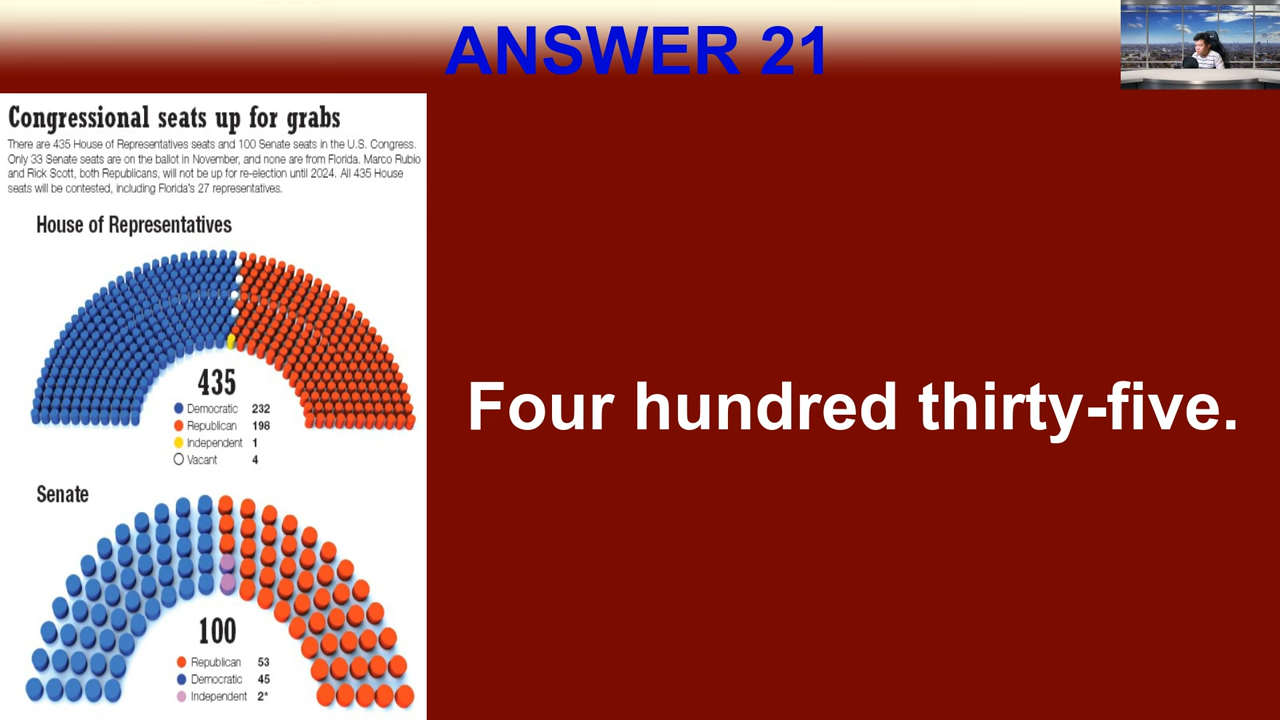 ANSWER 21
Congressional seats up for grabs
There are 435 House of Representatives seats and 100 Senate seats in the U.S. Congress.
Only 33 Senate seats are on the ballot in November, and none are from Florida. Marco Rubio
and Rick Scott, both Republicans, will not be up for re-election until 2024. All 435 House
seats will be contested, including Florida's 27 representatives.
House of Representatives
435
Democratic 232
Republican 198
Independent 1
Vacant 4
Four hundred thirty-five.
Senate
100
Republican 53
Democratic 45
Independent 2*